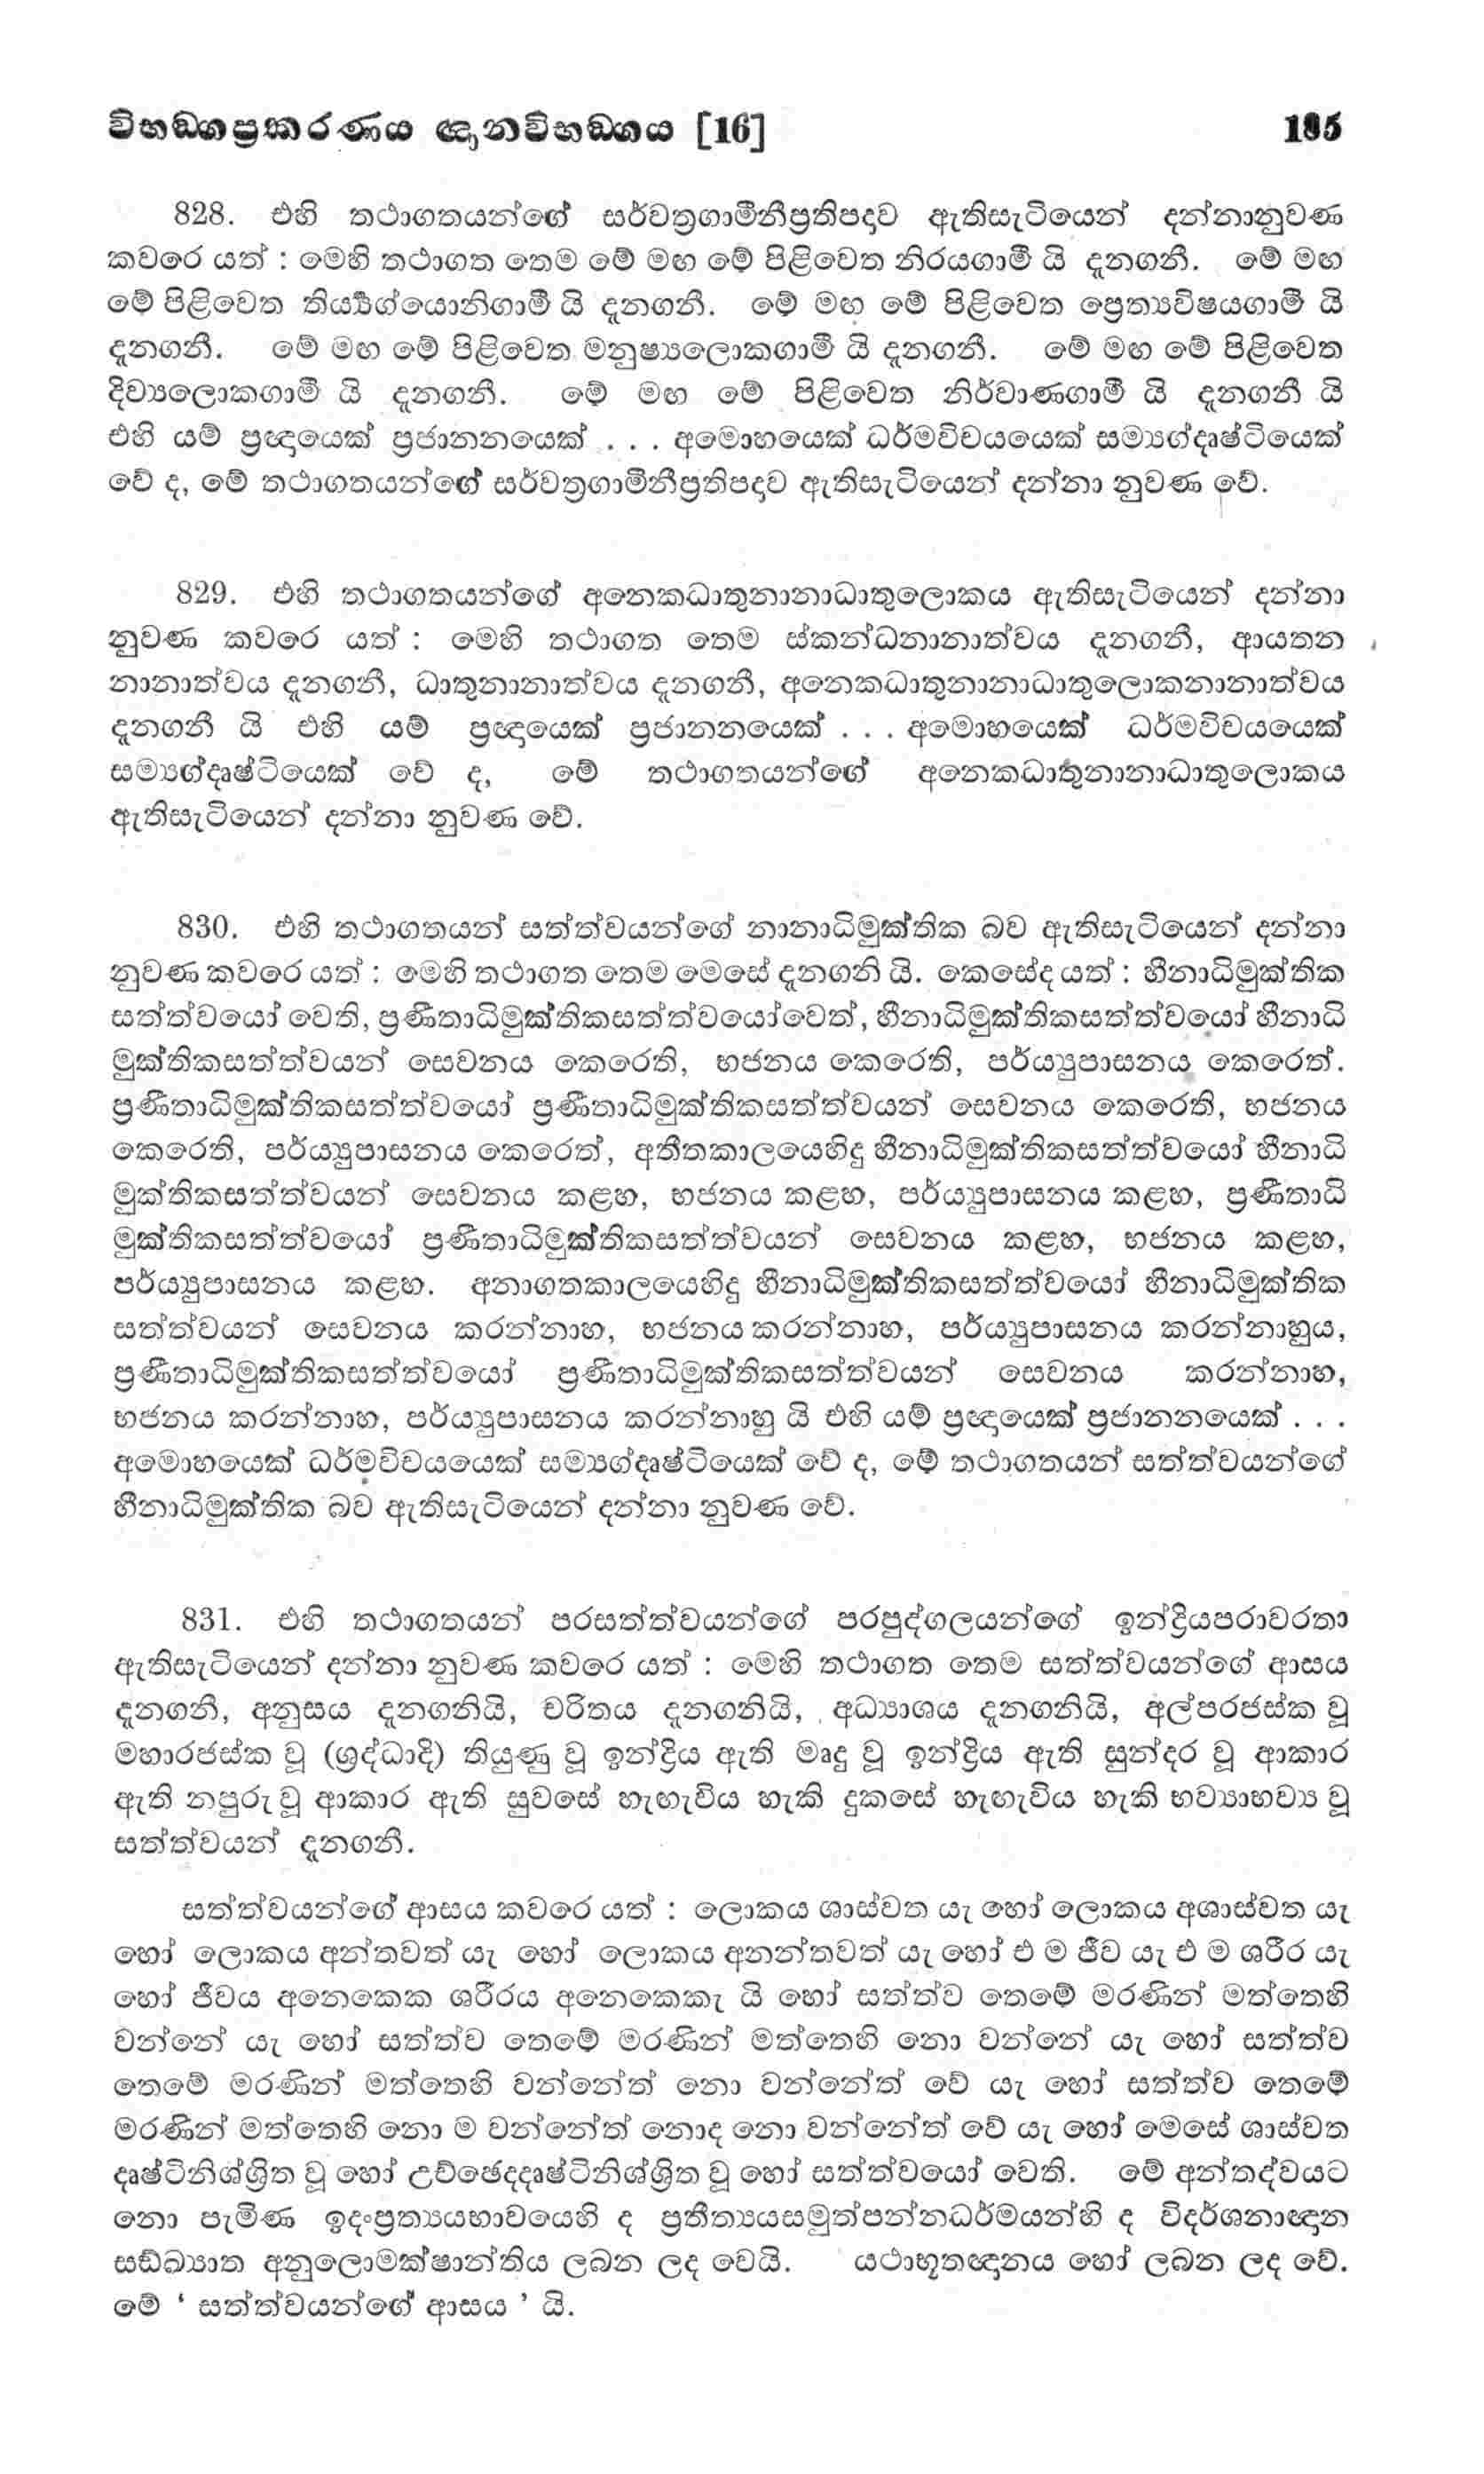 විභඞ්ගප්‍රකරණය ඥානවිභඞ්ගය [16] 185
828. එහි තථාගතයන්ගේ සර්වත්‍රගාමිනීප්‍රතිපදාව ඇතිසැටියෙන් දන්නානුවණ
කවරෙ යත් : මෙහි තථාගත තෙම මේ මඟ මේ පිළිවෙත නිරයගාමී යි දැනගනී. මේ මඟ
මේ පිළිවෙත තිර්‍ය්‍යග්යොනිගාමී යි දැනගනී. මේ මඟ මේ පිළිවෙත ප්‍රෙත්‍යවිෂයගාමී යි
දැනගනී. මේ මඟ මේ පිළිවෙත මනුෂ්‍යලොකගාමී යි දැනගනී. මේ මඟ මේ පිළිවෙත
දිව්‍යලොකගාමී යි දැනගනී. මේ මඟ මේ පිළිවෙත නිර්වාණගාමී යි දැනගනී යි
එහි යම් ප්‍රඥායෙක් ප්‍රජානනයෙක් . . . අමොහයෙක් ධර්මවිචයයෙක් සම්‍යග්දෘෂ්ටියෙක්
වේ ද, මේ තථාගතයන්ගේ සර්වත්‍රගාමිනීප්‍රතිපදාව ඇතිසැටියෙන් දන්නා නුවණ වේ.
829. එහි තථාගතයන්ගේ අනෙකධාතුනානාධාතුලොකය ඇතිසැටියෙන් දන්නා
නුවණ කවරෙ යත් : මෙහි තථාගත තෙම ස්කන්ධනානාත්වය දැනගනී, ආයතන
නානාත්වය දැනගනී, ධාතුනානාත්වය දැනගනී, අනෙකධාතුනානාධාතුලොකනානාත්වය
දැනගනී යි එහි යම් ප්‍රඥායෙක් ප්‍රජානනයෙක් . . . අමොහයෙක් ධර්මවිචයයෙක්
සම්‍යග්දෘෂ්ටියෙක් වේ ද, මේ තථාගතයන්ගේ අනෙකධාතුනානාධාතුලොකය
ඇතිසැටියෙන් දන්නා නුවණ වේ.
830. එහි තථාගතයන් සත්ත්වයන්ගේ නානාධිමුක්තික බව ඇතිසැටියෙන් දන්නා
නුවණ කවරෙ යත් : මෙහි තථාගත තෙම මෙසේ දැනගනි යි. කෙසේද යත් : හීනාධිමුක්තික
සත්ත්වයෝ වෙති, ප්‍රණීතාධිමුක්තිකසත්ත්වයෝවෙත්, හීනාධිමුක්තිකසත්ත්වයෝ හීනාධි
මුක්තිකසත්ත්වයන් සෙවනය කෙරෙති, භජනය කෙරෙති, පර්ය්‍යුපාසනය කෙරෙත්.
ප්‍රණීතාධිමුක්තිකසත්ත්වයෝ ප්‍රණීතාධිමුක්තිකසත්ත්වයන් සෙවනය කෙරෙති, භජනය
කෙරෙති, පර්ය්‍යුපාසනය කෙරෙත්, අතීතකාලයෙහිදු හීනාධිමුක්තිකසත්ත්වයෝ හීනාධි
මුක්තිකසත්ත්වයන් සෙවනය කළහ, භජනය කළහ, පර්ය්‍යුපාසනය කළහ, ප්‍රණීතාධි
මුක්තිකසත්ත්වයෝ ප්‍රණීතාධිමුක්තිකසත්ත්වයන් සෙවනය කළහ, භජනය කළහ,
පර්ය්‍යුපාසනය කළහ. අනාගතකාලයෙහිදු හීනාධිමුක්තිකසත්ත්වයෝ හීනාධිමුක්තික
සත්ත්වයන් සෙවනය කරන්නාහ, භජනය කරන්නාහ, පර්ය්‍යුපාසනය කරන්නාහුය,
ප්‍රණීතාධිමුක්තිකසත්ත්වයෝ ප්‍රණීතාධිමුක්තිකසත්ත්වයන් සෙවනය කරන්නාහ,
භජනය කරන්නාහ, පර්ය්‍යුපාසනය කරන්නාහු යි එහි යම් ප්‍රඥායෙක් ප්‍රජානනයෙක් . . .
අමොහයෙක් ධර්මවිචයයෙක් සම්‍යග්දෘෂ්ටියෙක් වේ ද, මේ තථාගතයන් සත්ත්වයන්ගේ
හීනාධිමුක්තික බව ඇතිසැටියෙන් දන්නා නුවණ වේ.
831. එහි තථාගතයන් පරසත්ත්වයන්ගේ පරපුද්ගලයන්ගේ ඉන්ද්‍රියපරාවරතා
ඇතිසැටියෙන් දන්නා නුවණ කවරෙ යත් : මෙහි තථාගත තෙම සත්ත්වයන්ගේ ආසය
දැනගනී, අනුසය දැනගනියි, චරිතය දැනගනියි, අධ්‍යාශය දැනගනියි, අල්පරජස්ක වූ
මහාරජස්ක වූ (ශ්‍රද්ධාදි) තියුණු වූ ඉන්ද්‍රිය ඇති මෘදු වූ ඉන්ද්‍රිය ඇති සුන්දර වූ ආකාර
ඇති නපුරු වූ ආකාර ඇති සුවසේ හැඟැවිය හැකි දුකසේ හැඟැවිය හැකි භව්‍යාභව්‍ය වූ
සත්ත්වයන් දැනගනී.
සත්ත්වයන්ගේ ආසය කවරෙ යත් : ලොකය ශාස්වත යැ හෝ ලොකය අශාස්වත යැ
හෝ ලොකය අන්තවත් යැ හෝ ලොකය අනන්තවත් යැ හෝ එ ම ජීව යැ එ ම ශරීර යැ
හෝ ජීවය අනෙකෙක ශරීරය අනෙකෙකැ යි හෝ සත්ත්ව තෙමේ මරණින් මත්තෙහි
වන්නේ යැ හෝ සත්ත්ව තෙමේ මරණින් මත්තෙහි නො වන්නේ යැ හෝ සත්ත්ව
තෙමේ මරණින් මත්තෙහි වන්නේත් නො වන්නේත් වේ යැ හෝ සත්ත්ව තෙමේ
මරණින් මත්තෙහි නො ම වන්නේත් නොද නො වන්නේත් වේ යැ හෝ මෙසේ ශාස්වත
දෘෂ්ටිනිශ්ශ්‍රිත වූ හෝ උච්ඡෙදදෘෂ්ටිනිශ්ශ්‍රිත වූ හෝ සත්ත්වයෝ වෙති. මේ අන්තද්වයට
නො පැමිණ ඉදංප්‍රත්‍යයභාවයෙහි ද ප්‍රතීත්‍යයසමුත්පන්නධර්මයන්හි ද විදර්ශනාඥාන
සඞ්ඛ්‍යාත අනුලොමක්ෂාන්තිය ලබන ලද වෙයි. යථාභූතඥානය හෝ ලබන ලද වේ.
මේ ‘ සත්ත්වයන්ගේ ආසය ’ යි.